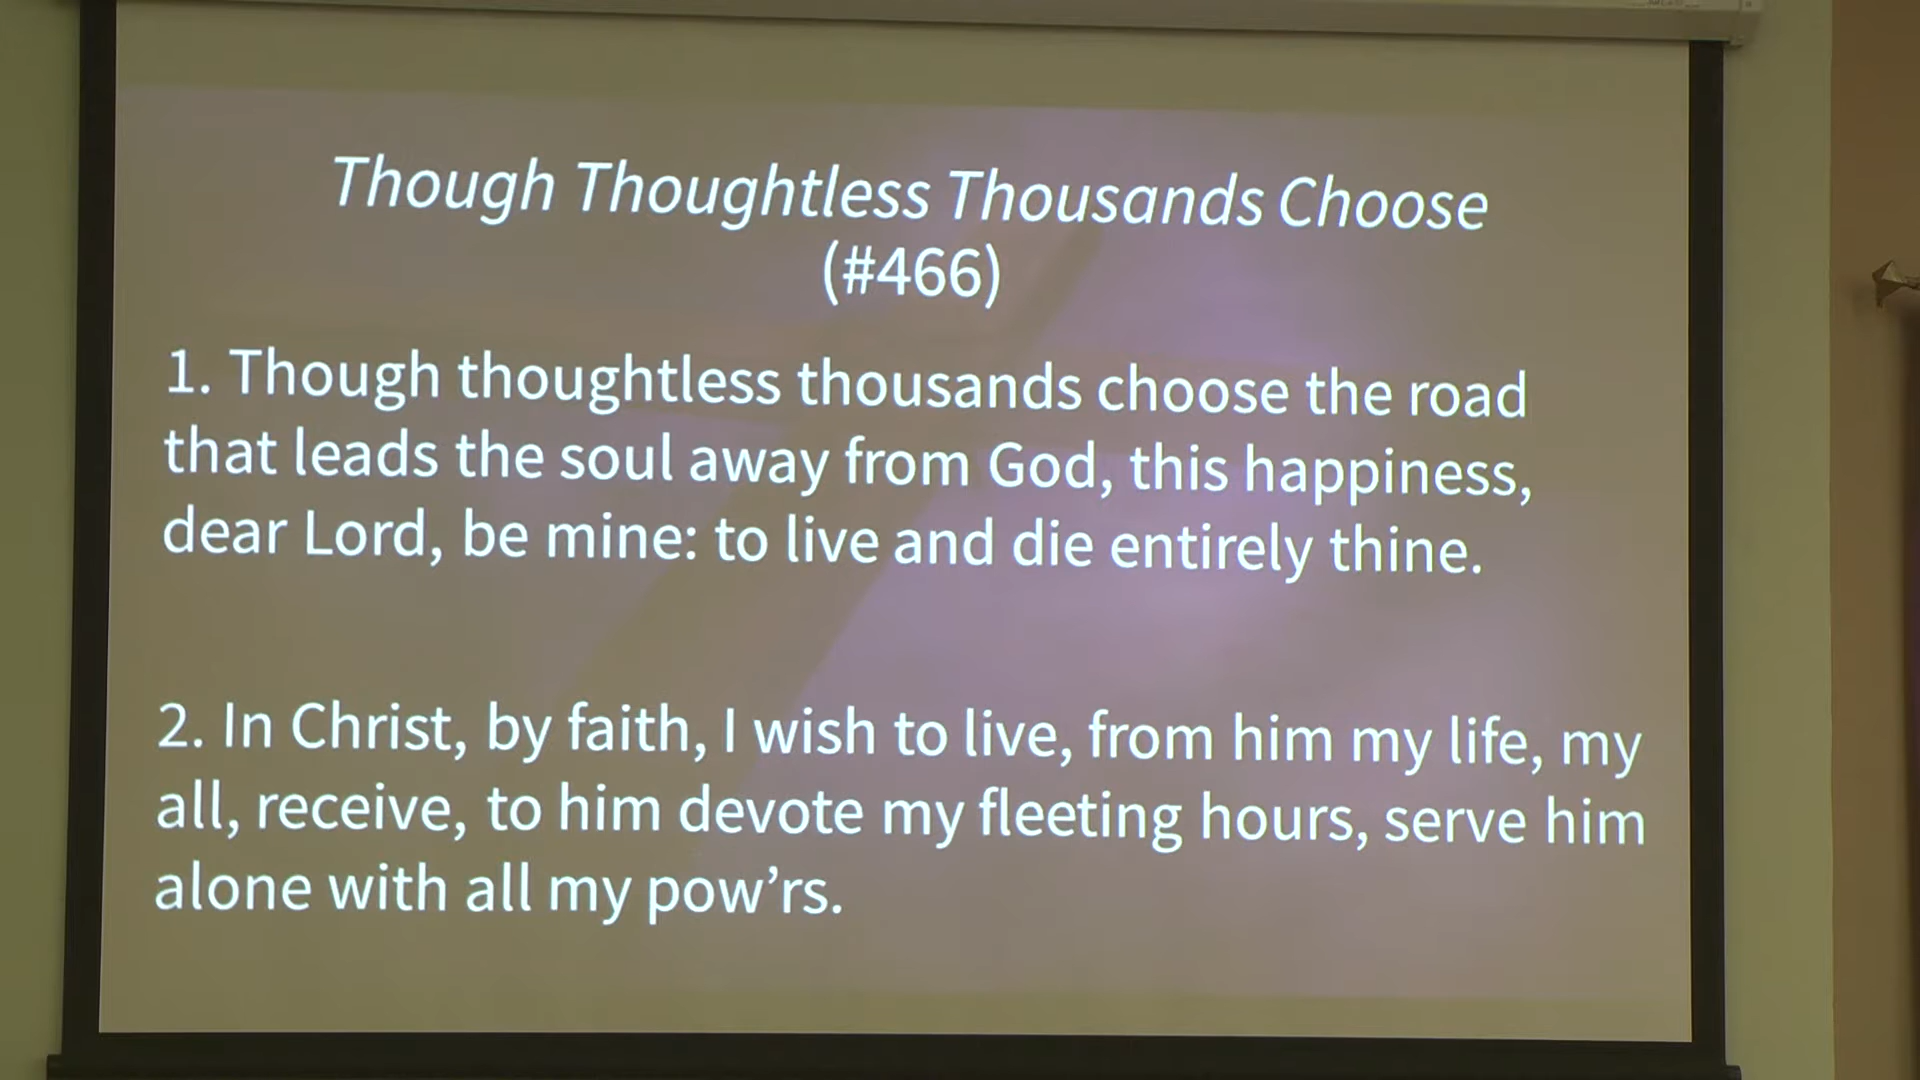 Though Thoughtless Thousands Choose
(#466)
1. Though thoughtless thousands choose the road
that leads the soul away from God, this happiness,
dear Lord, be mine: to live and die entirely thine.
2. In Christ, by faith, I wish to live, from him my life, my
all, receive, to him devote my fleeting hours, serve him
alone with all my pow’rs.